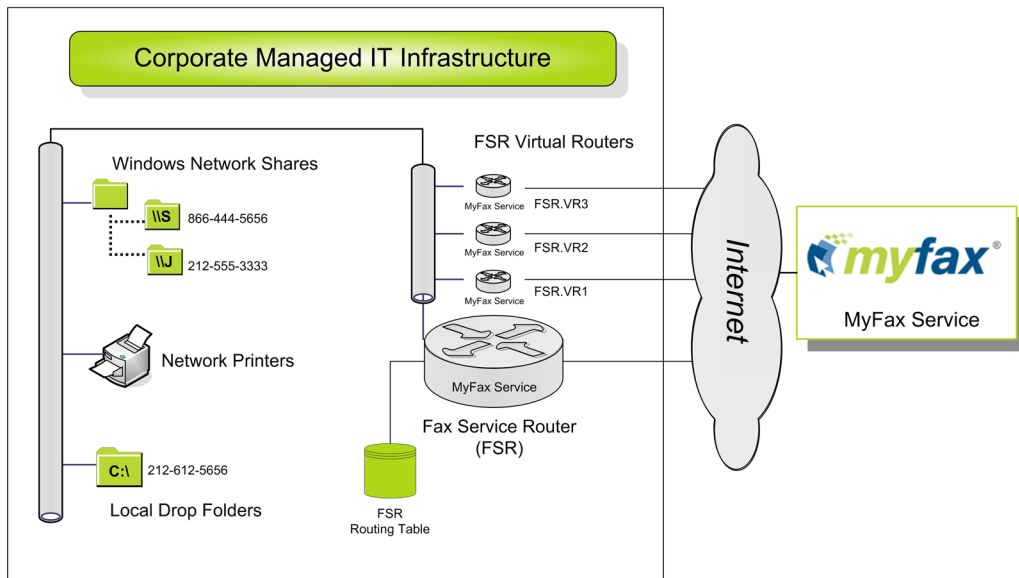 Corporate Managed IT Infrastructure
Windows Network Shares
\\S
866-444-5656
\\J
212-555-3333
Network Printers
C:\
212-612-5656
Local Drop Folders
FSR Virtual Routers
MyFax Service
FSR.VR3
MyFax Service
FSR.VR2
MyFax Service
FSR.VR1
MyFax Service
Fax Service Router
(FSR)
FSR
Routing Table
Internet
myfax®
MyFax Service